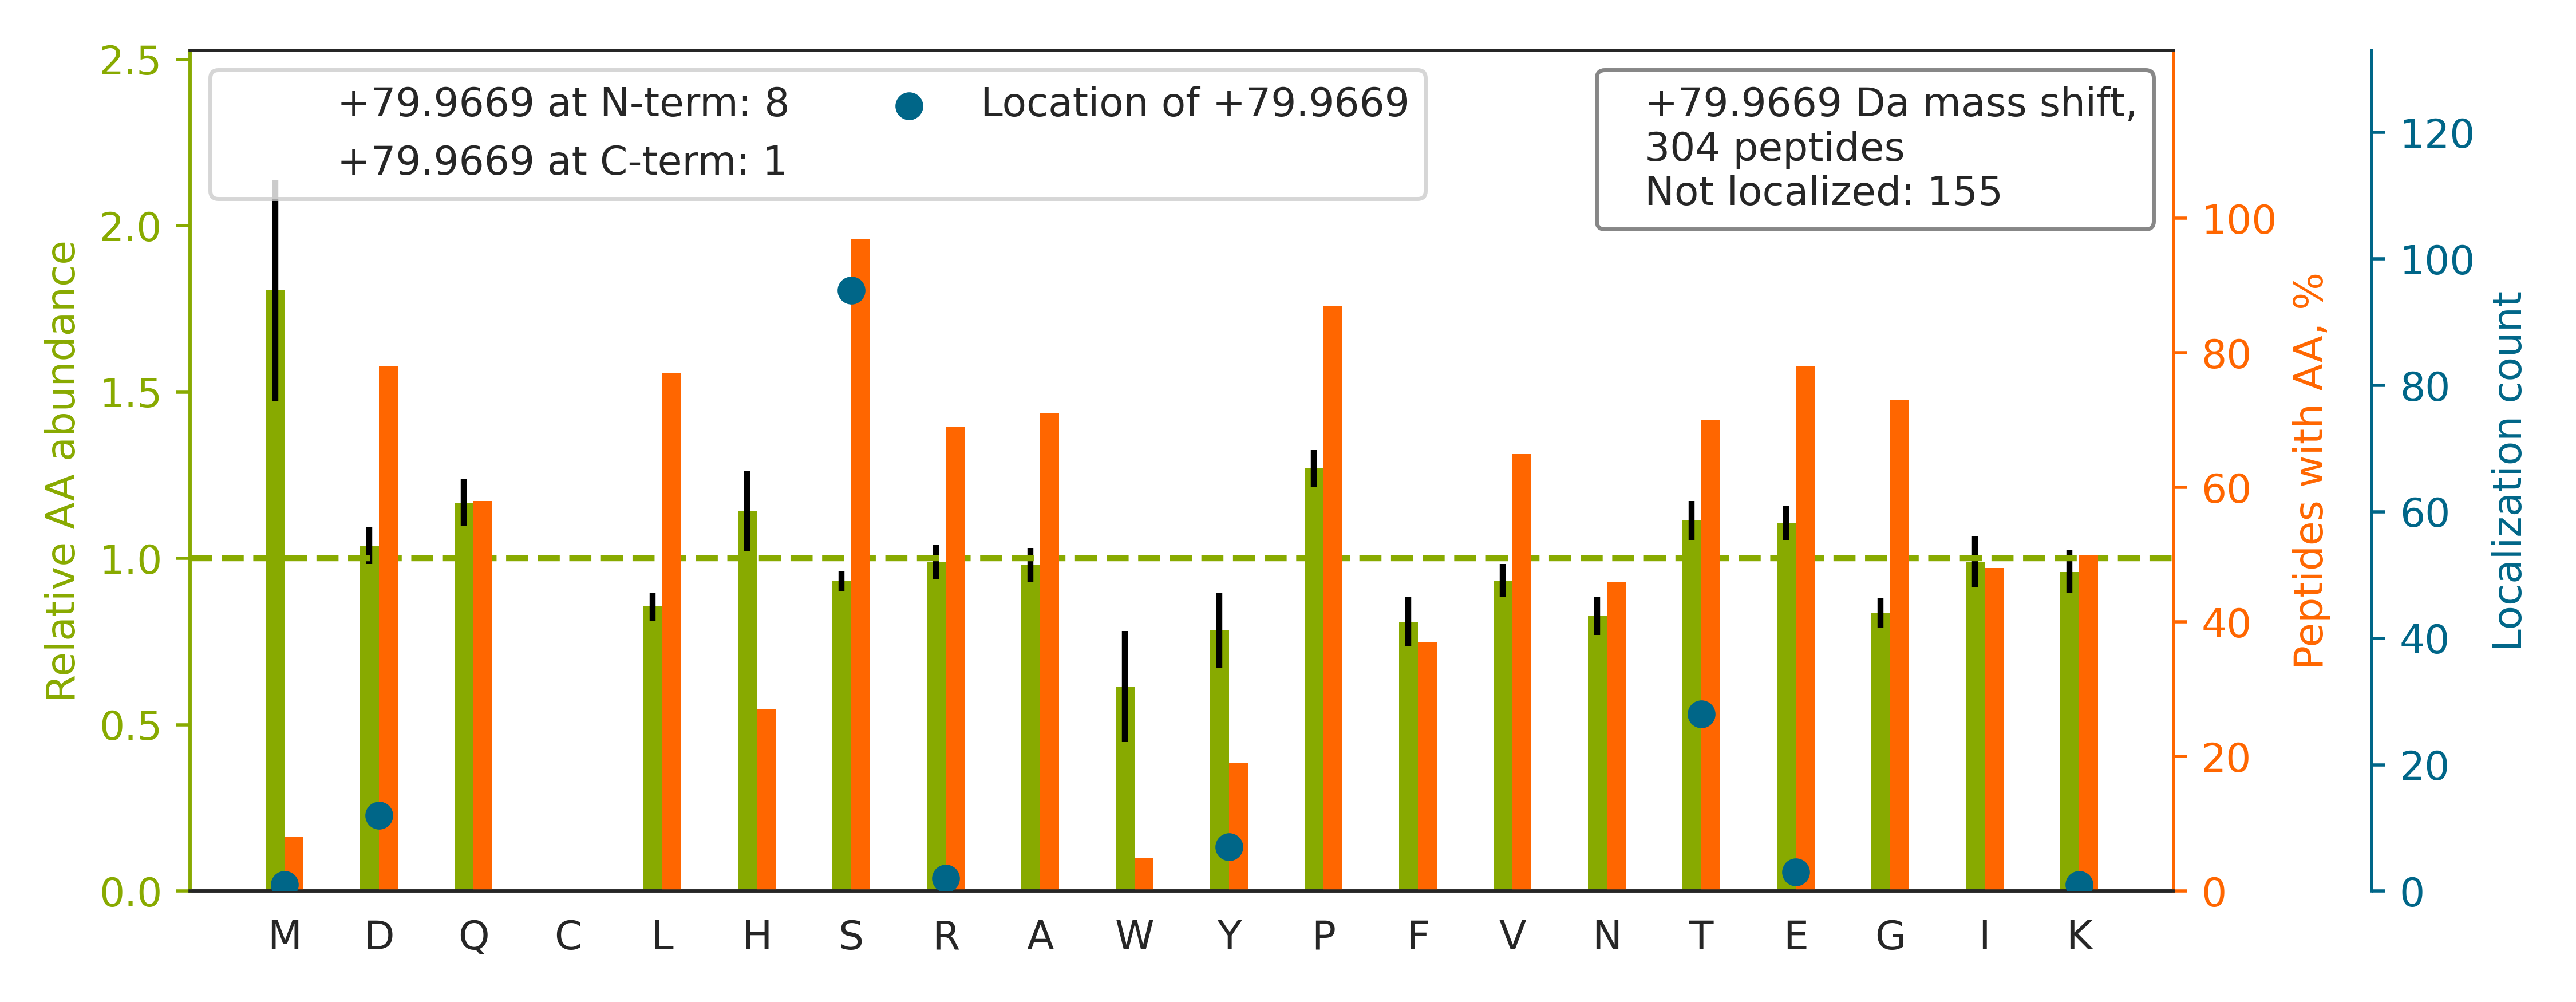 +79.9669 at N-term: 8
+79.9669 at C-term: 1
Location of +79.9669
+79.9669 Da mass shift,
304 peptides
Not localized: 155
Relative AA abundance
2.5
2.0
1.5
1.0
0.5
0.0
M D Q C L H S R A W Y P F V N T E G I K
100
80
60
40
20
0
Peptides with AA, %
120
100
80
60
40
20
0
Localization count